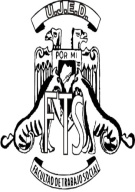 U.J.E.D.
POR MI
FTS
FACULTAD DE TRABAJO SOCIAL